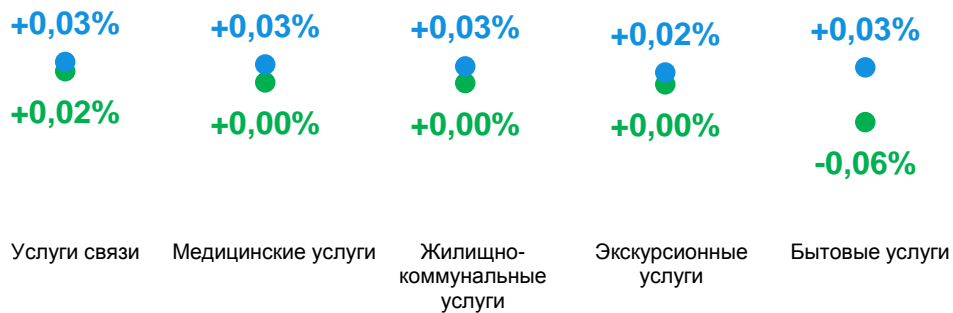 +0,03%
+0,03%
+0,03%
+0,02%
+0,03%
+0,02%
+0,00%
+0,00%
+0,00%
-0,06%
Услуги связи
Медицинские услуги
Жилищно-
коммунальные
услуги
Экскурсионные
услуги
Бытовые услуги